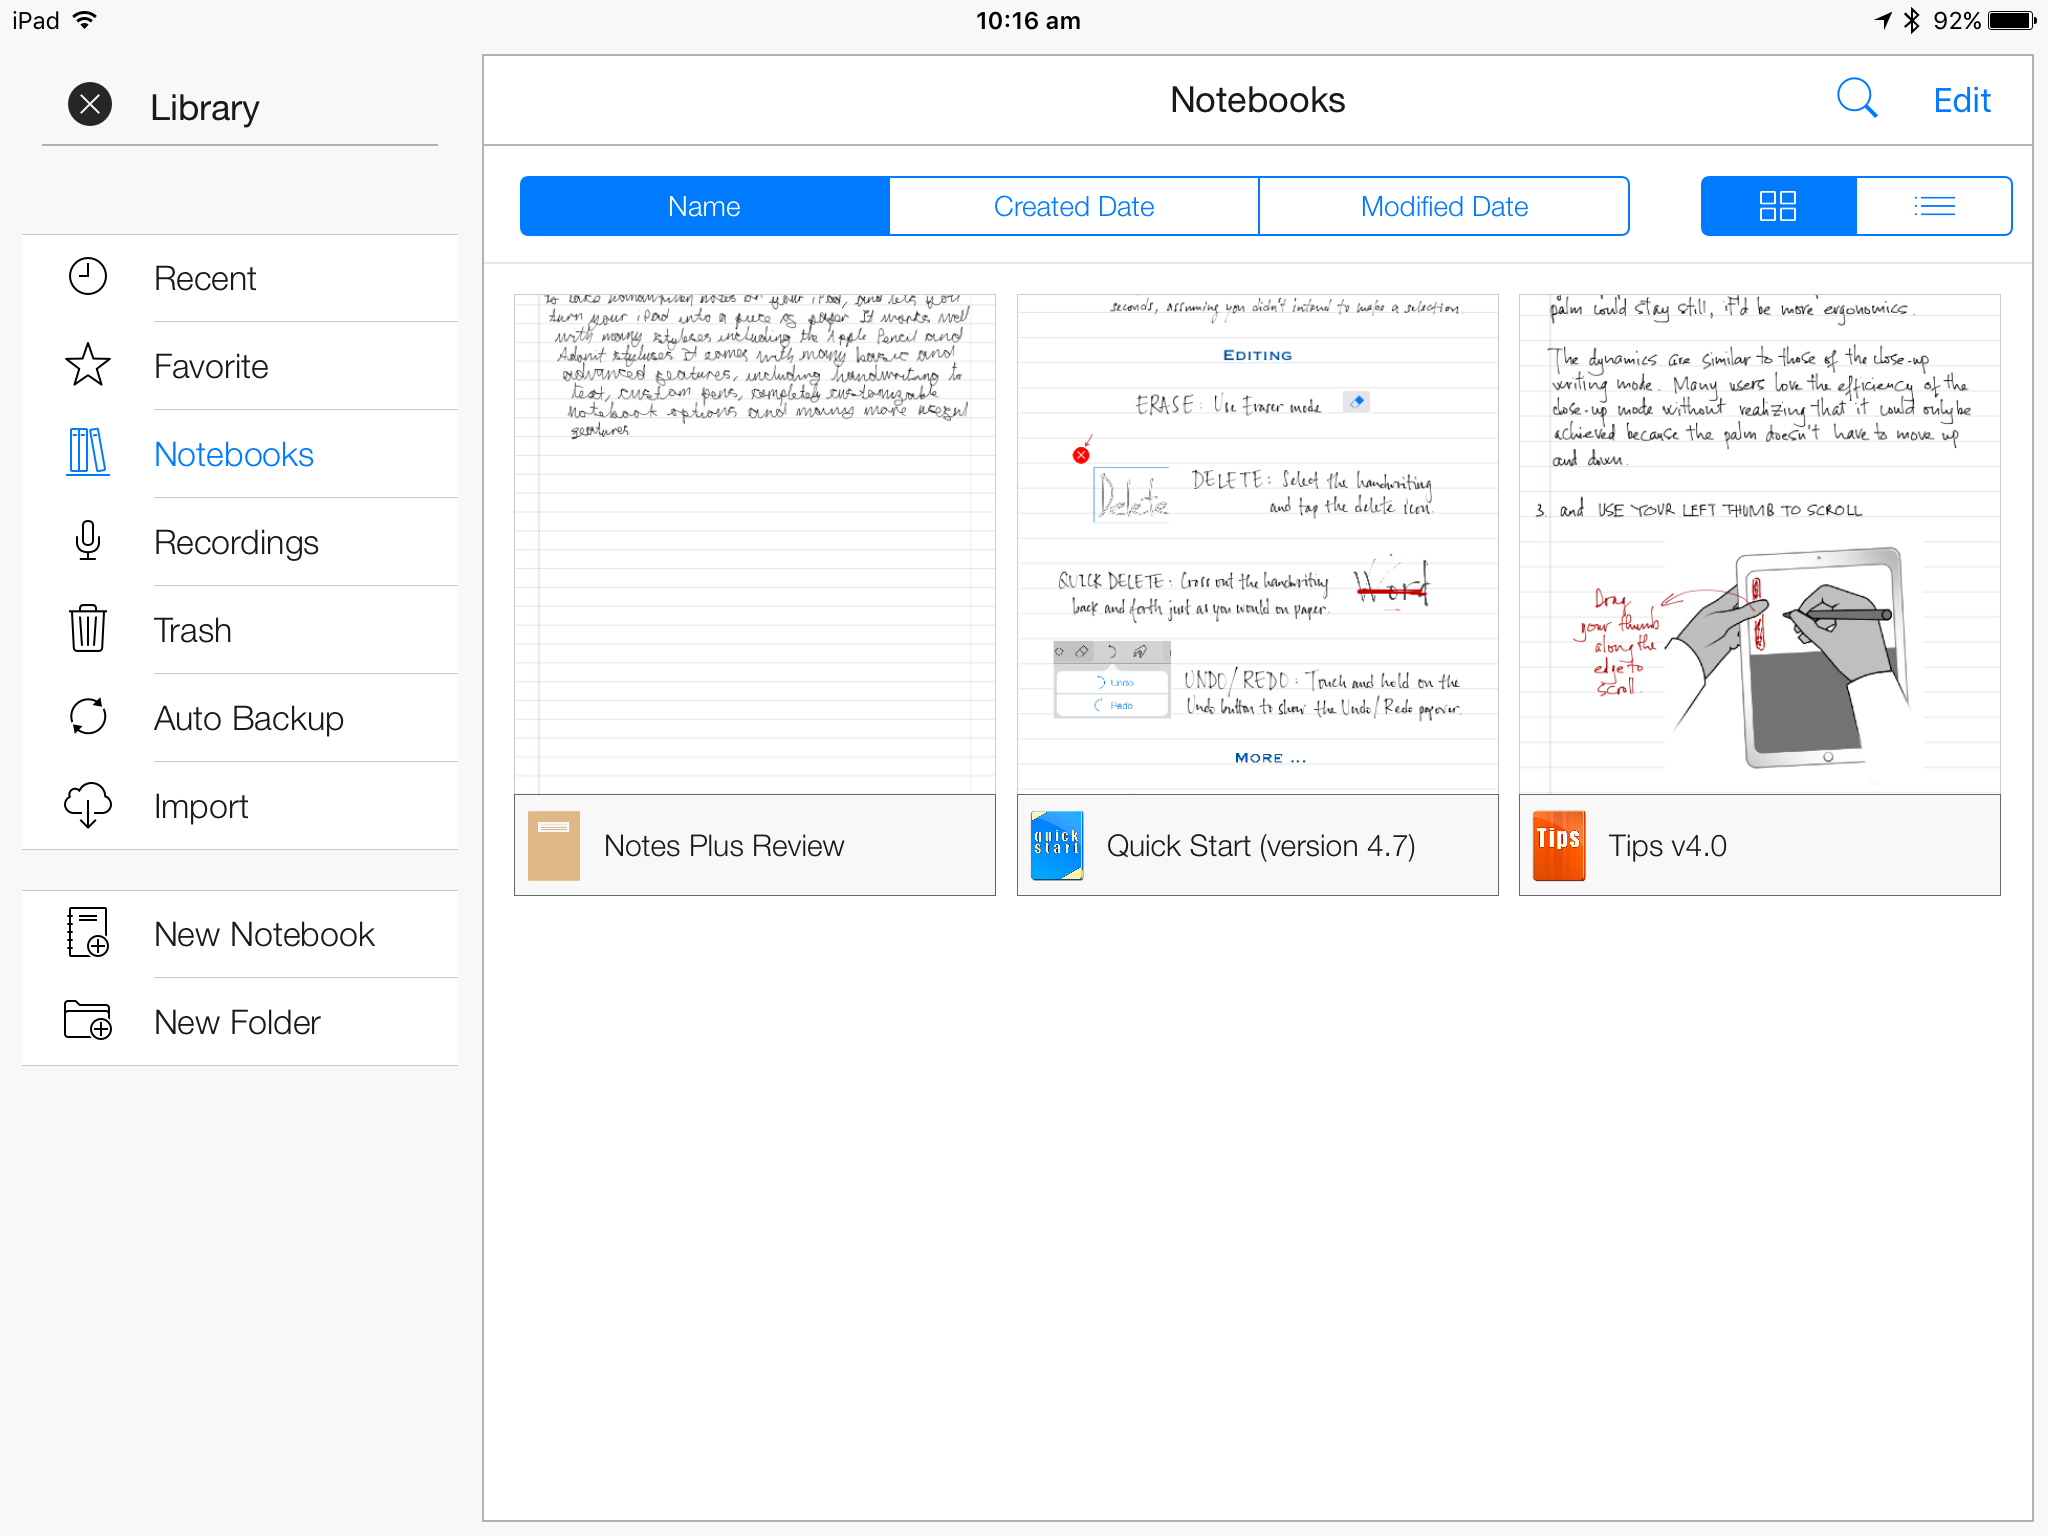 iPad
10:16 am
92%
Library
Recent
Favorite
Notebooks
Recordings
Trash
Auto Backup
Import
New Notebook
New Folder
Notebooks
Edit
Name
Created Date
Modified Date
to take handwritten notes on your iPad, and lets you
turn your iPad into a piece of paper It works well
with many styluses including the Apple Pencil and
Adonit styluses. It comes with many basic and
advanced features, including handwriting to
text, custom pens, completely customizable
notebook options and many more useful
features.
Notes Plus Review
seconds, assuming you didn't intend to make a selection
EDITING
ERASE: Use Eraser mode
Delete
DELETE: Select the handwriting
and tap the delete icon.
QUICK DELETE: Cross out the handwriting
back and forth just as you would on paper.
Word
Undo
Redo
UNDO/REDO: Touch and hold on the
Undo button to show the Undo/Redo popover.
MORE ...
quick
start
Quick Start (version 4.7)
palm could stay still, it'd be more ergonomics.
The dynamics are similar to those of the close-up
writing mode. Many users love the efficiency of the
close-up mode without realizing that it could only be
achieved because the palm doesn't have to move up
and down.
3. and USE YOUR LEFT THUMB TO SCROLL
Drag
your thumb
along the
edge to
scroll.
Tips
Tips v4.0